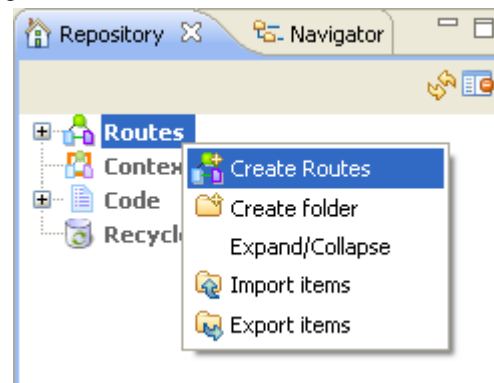 Repository Navigator
Routes
Create Routes
Contex
Code
Create folder
Recycl
Expand/Collapse
Import items
Export items